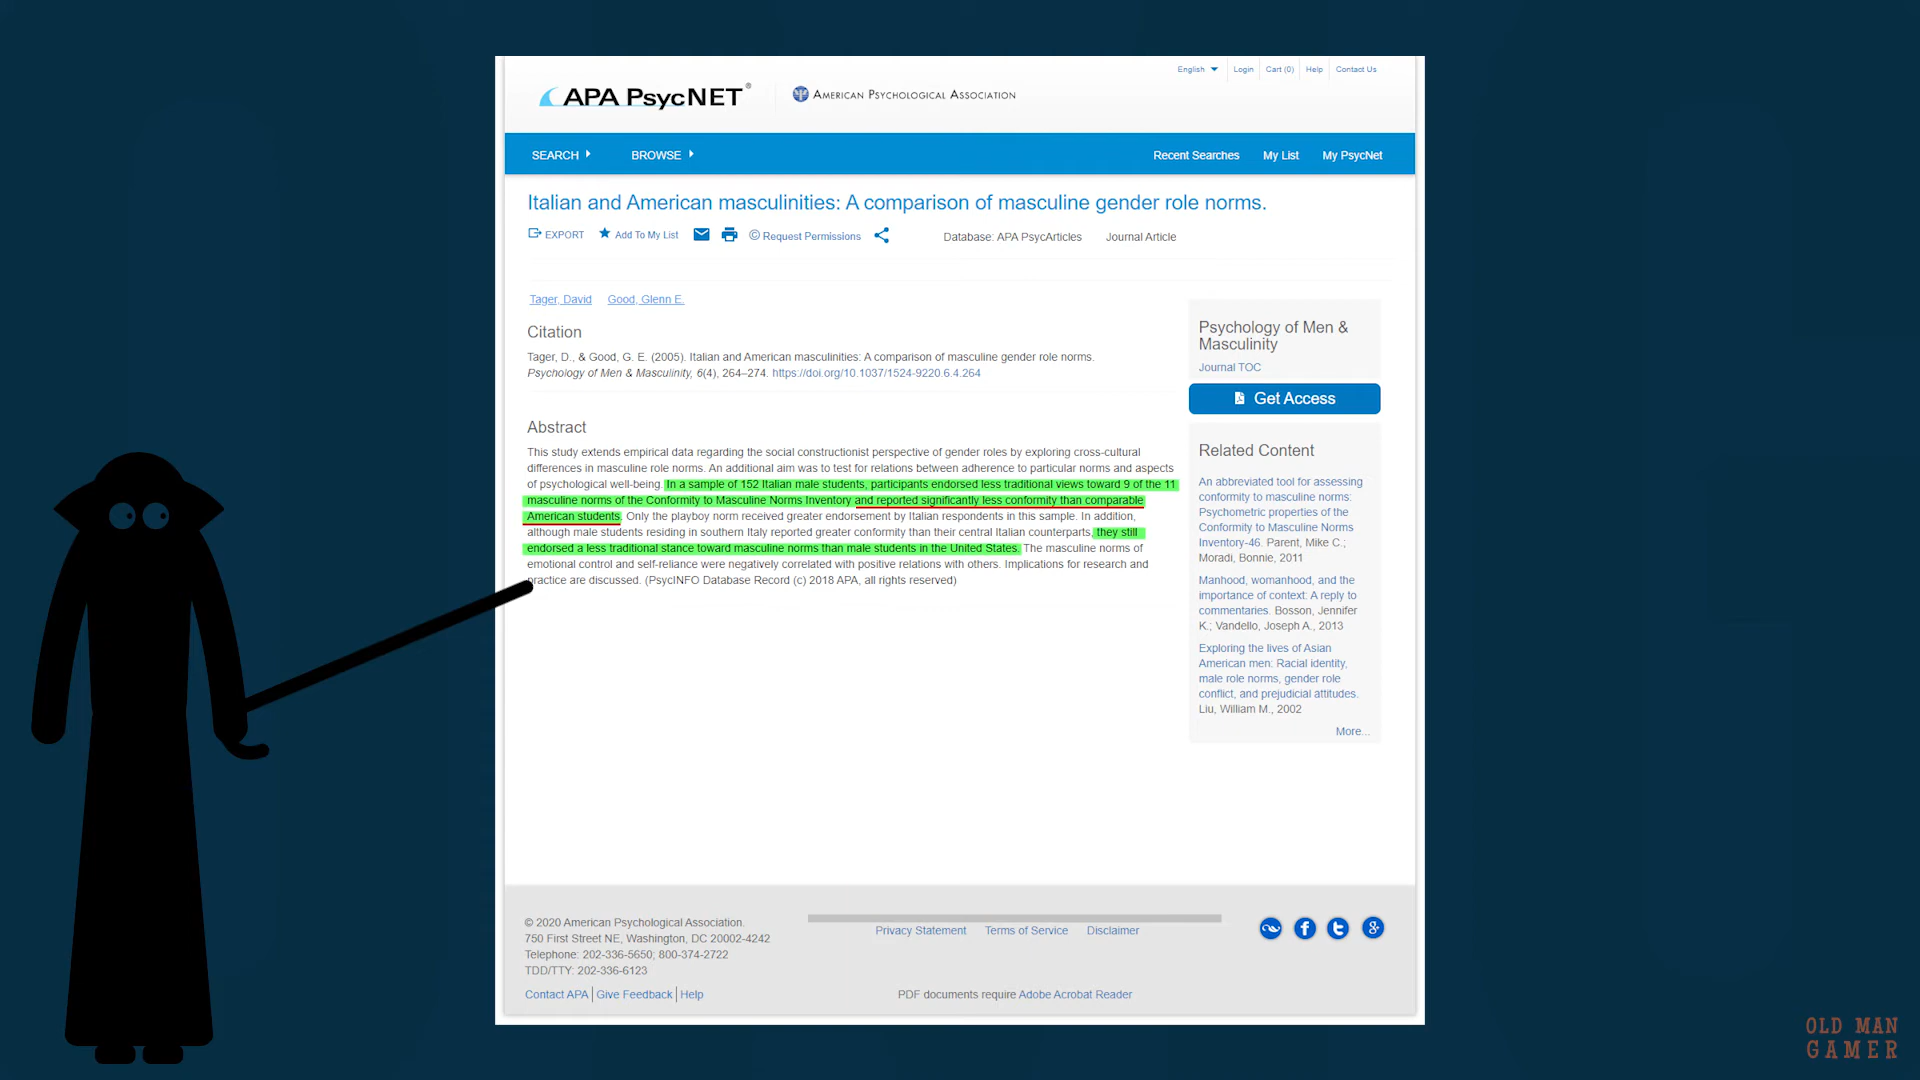 English Login Cart (0) Help Contact Us
APA PsycNET® AMERICAN PSYCHOLOGICAL ASSOCIATION
SEARCH BROWSE Recent Searches My List My PsycNet
Italian and American masculinities: A comparison of masculine gender role norms.
EXPORT Add To My List © Request Permissions Database: APA PsycArticles Journal Article
Tager, David Good, Glenn E.
Citation
Tager, D., & Good, G. E. (2005). Italian and American masculinities: A comparison of masculine gender role norms.
Psychology of Men & Masculinity, 6(4), 264–274. https://doi.org/10.1037/1524-9220.6.4.264
Abstract
This study extends empirical data regarding the social constructionist perspective of gender roles by exploring cross-cultural
differences in masculine role norms. An additional aim was to test for relations between adherence to particular norms and aspects
of psychological well-being. In a sample of 152 Italian male students, participants endorsed less traditional views toward 9 of the 11
masculine norms of the Conformity to Masculine Norms Inventory and reported significantly less conformity than comparable
American students. Only the playboy norm received greater endorsement by Italian respondents in this sample. In addition,
although male students residing in southern Italy reported greater conformity than their central Italian counterparts, they still
endorsed a less traditional stance toward masculine norms than male students in the United States. The masculine norms of
emotional control and self-reliance were negatively correlated with positive relations with others. Implications for research and
practice are discussed. (PsycINFO Database Record (c) 2018 APA, all rights reserved)
Psychology of Men &
Masculinity
Journal TOC
Get Access
Related Content
An abbreviated tool for assessing
conformity to masculine norms:
Psychometric properties of the
Conformity to Masculine Norms
Inventory-46. Parent, Mike C.;
Moradi, Bonnie, 2011
Manhood, womanhood, and the
importance of context: A reply to
commentaries. Bosson, Jennifer
K.; Vandello, Joseph A., 2013
Exploring the lives of Asian
American men: Racial identity,
male role norms, gender role
conflict, and prejudicial attitudes.
Liu, William M., 2002
More...
© 2020 American Psychological Association.
750 First Street NE, Washington, DC 20002-4242
Telephone: 202-336-5650; 800-374-2722
TDD/TTY: 202-336-6123
Contact APA | Give Feedback | Help
Privacy Statement Terms of Service Disclaimer
PDF documents require Adobe Acrobat Reader
OLD MAN
GAMER